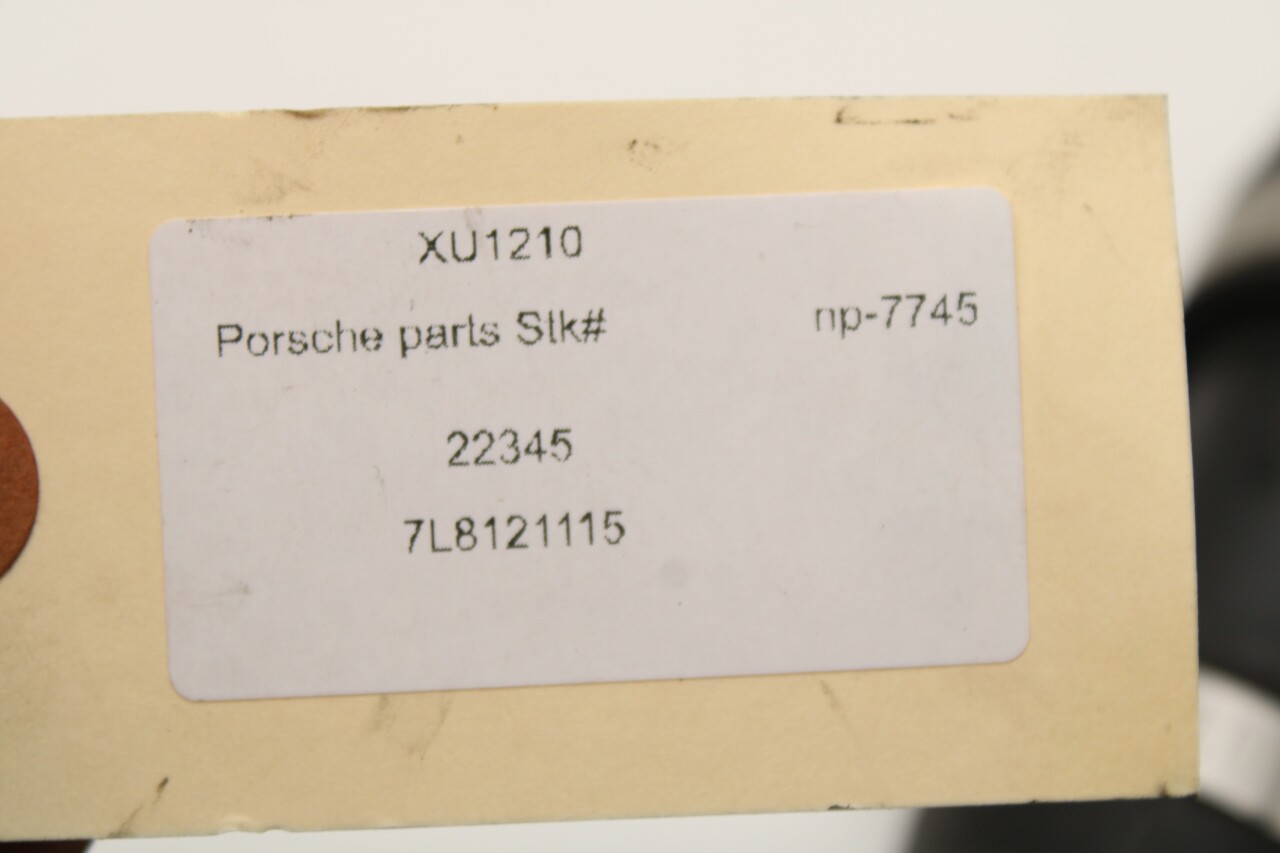 XU1210
Porsche parts Stk# np-7745
22345
7L8121115